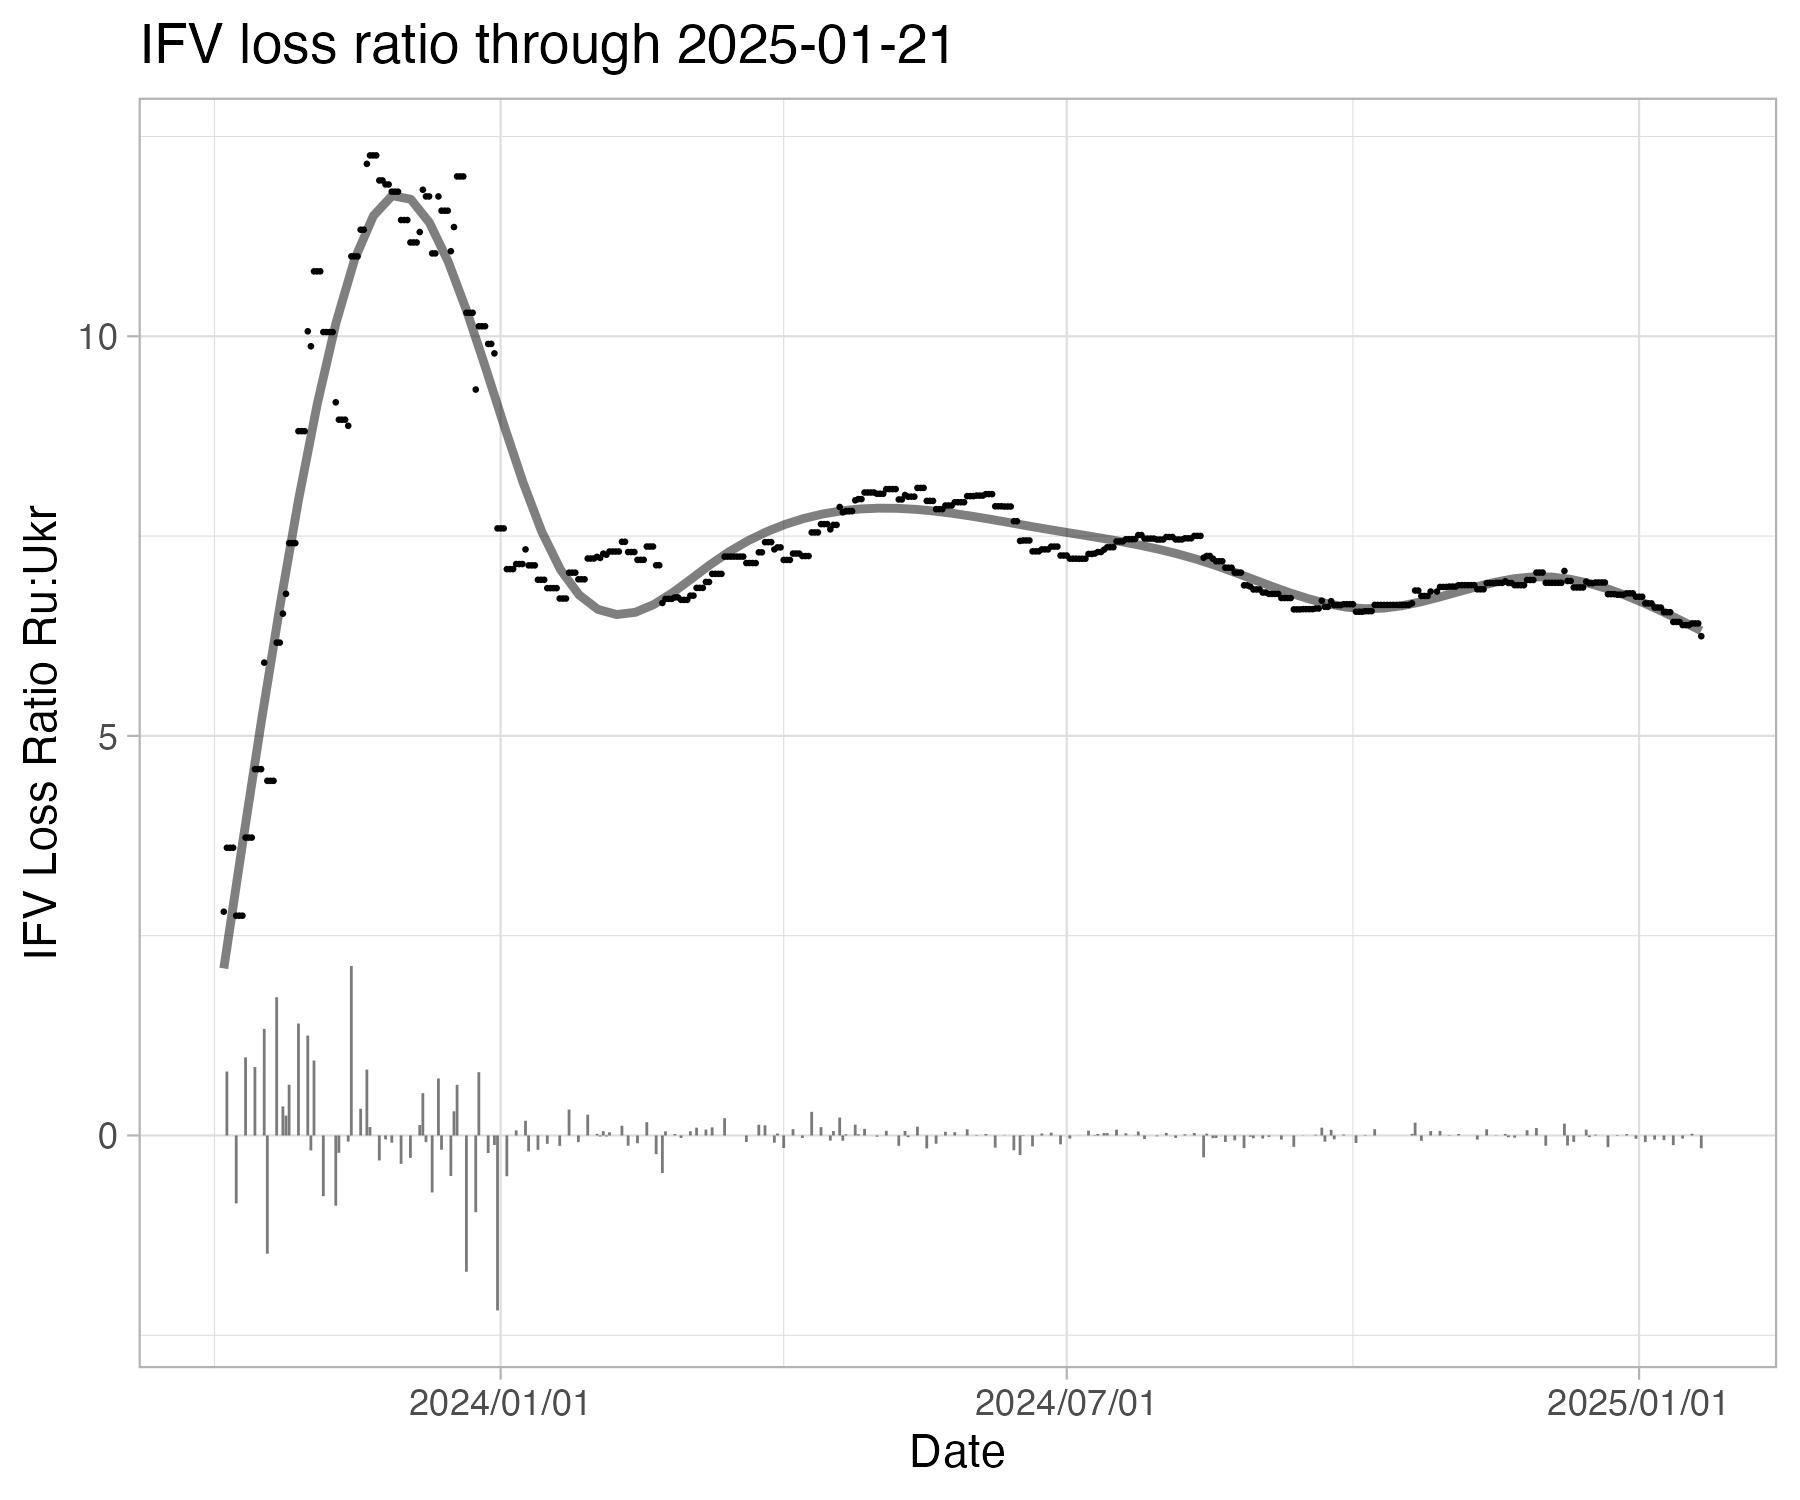 IFV loss ratio through 2025-01-21
IFV Loss Ratio Ru:Ukr
10
5
0
2024/01/01
2024/07/01
2025/01/01
Date